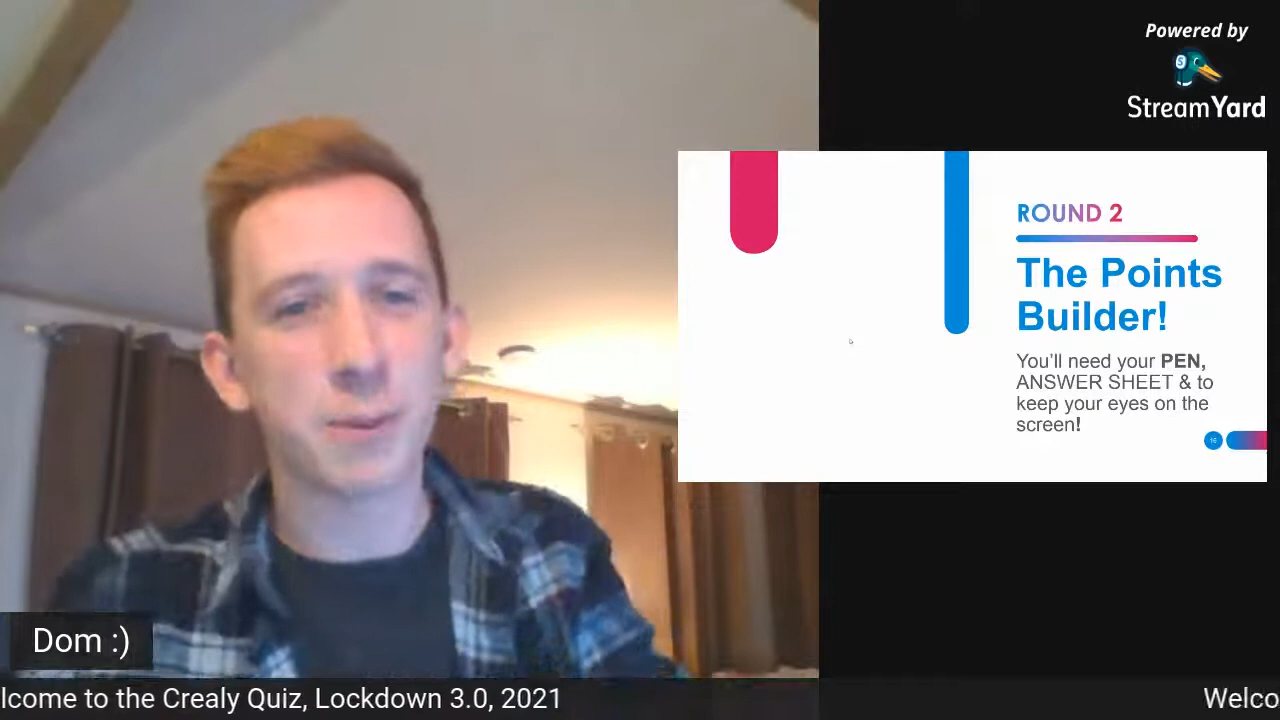 Powered by
StreamYard
ROUND 2
The Points
Builder!
You'll need your PEN,
ANSWER SHEET & to
keep your eyes on the
screen!
16
Dom :)
lcome to the Crealy Quiz, Lockdown 3.0, 2021
Welco